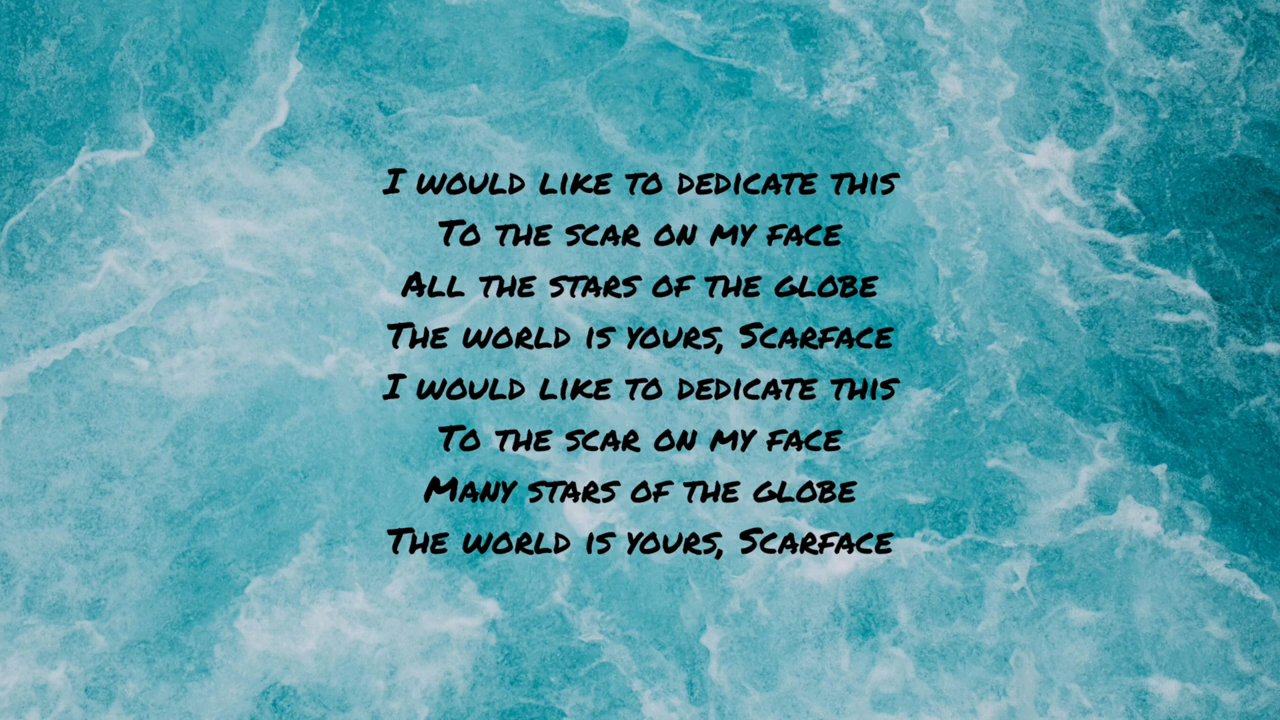 I would like to dedicate this
To the scar on my face
All the stars of the globe
The world is yours, Scarface
I would like to dedicate this
To the scar on my face
Many stars of the globe
The world is yours, Scarface